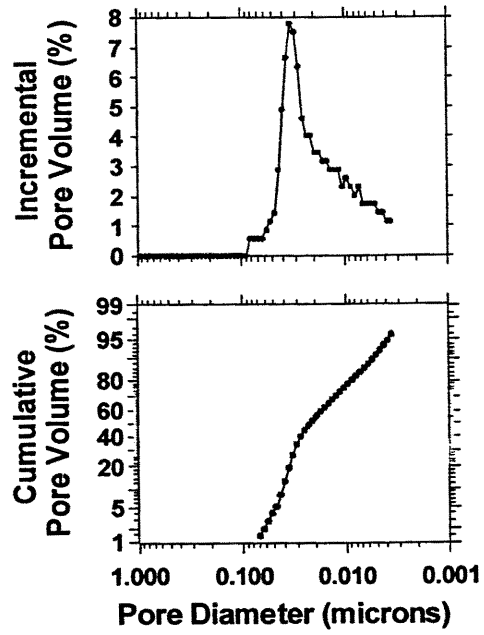 Incremental
Pore Volume (%)
8
7
6
5
4
3
2
1
0
Cumulative
Pore Volume (%)
99
95
80
60
40
20
5
1
1.000 0.100 0.010 0.001
Pore Diameter (microns)